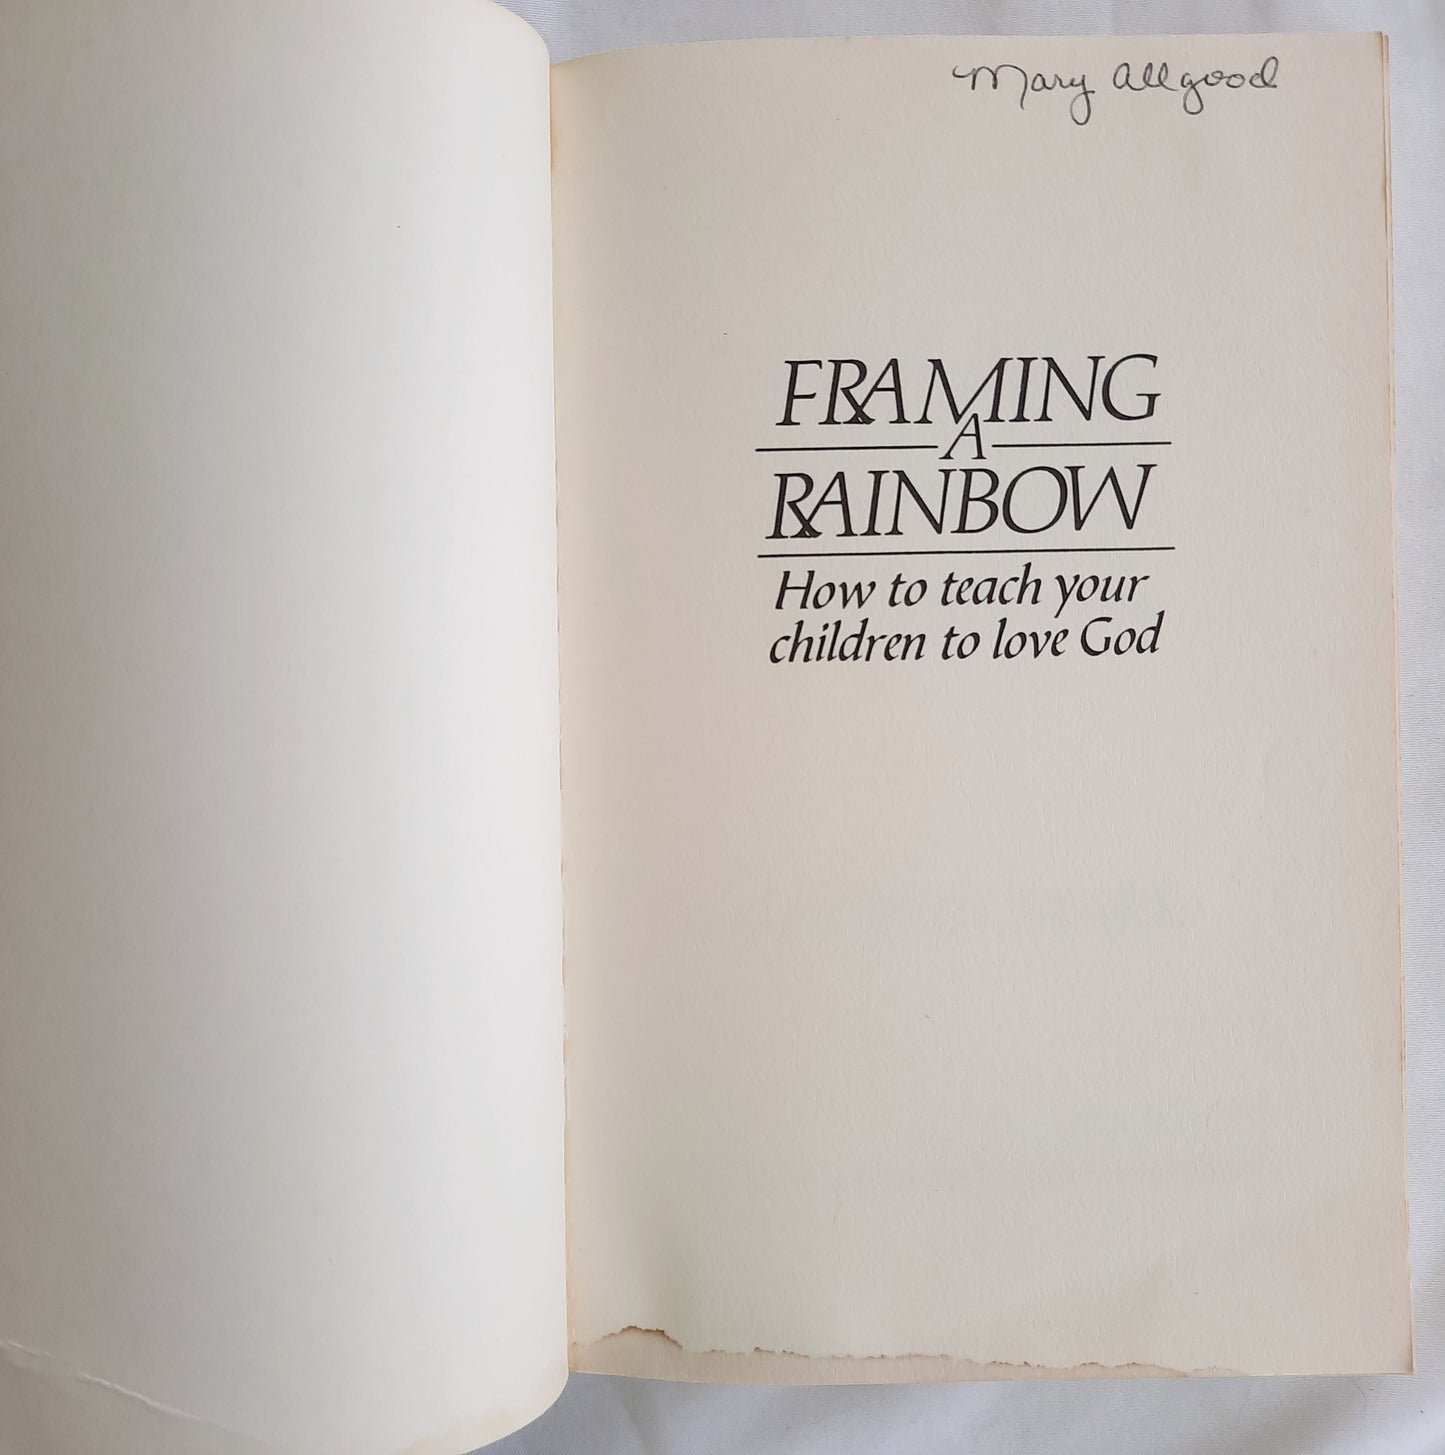 Mary Allgood
FRAMING
A
RAINBOW
How to teach your
children to love God